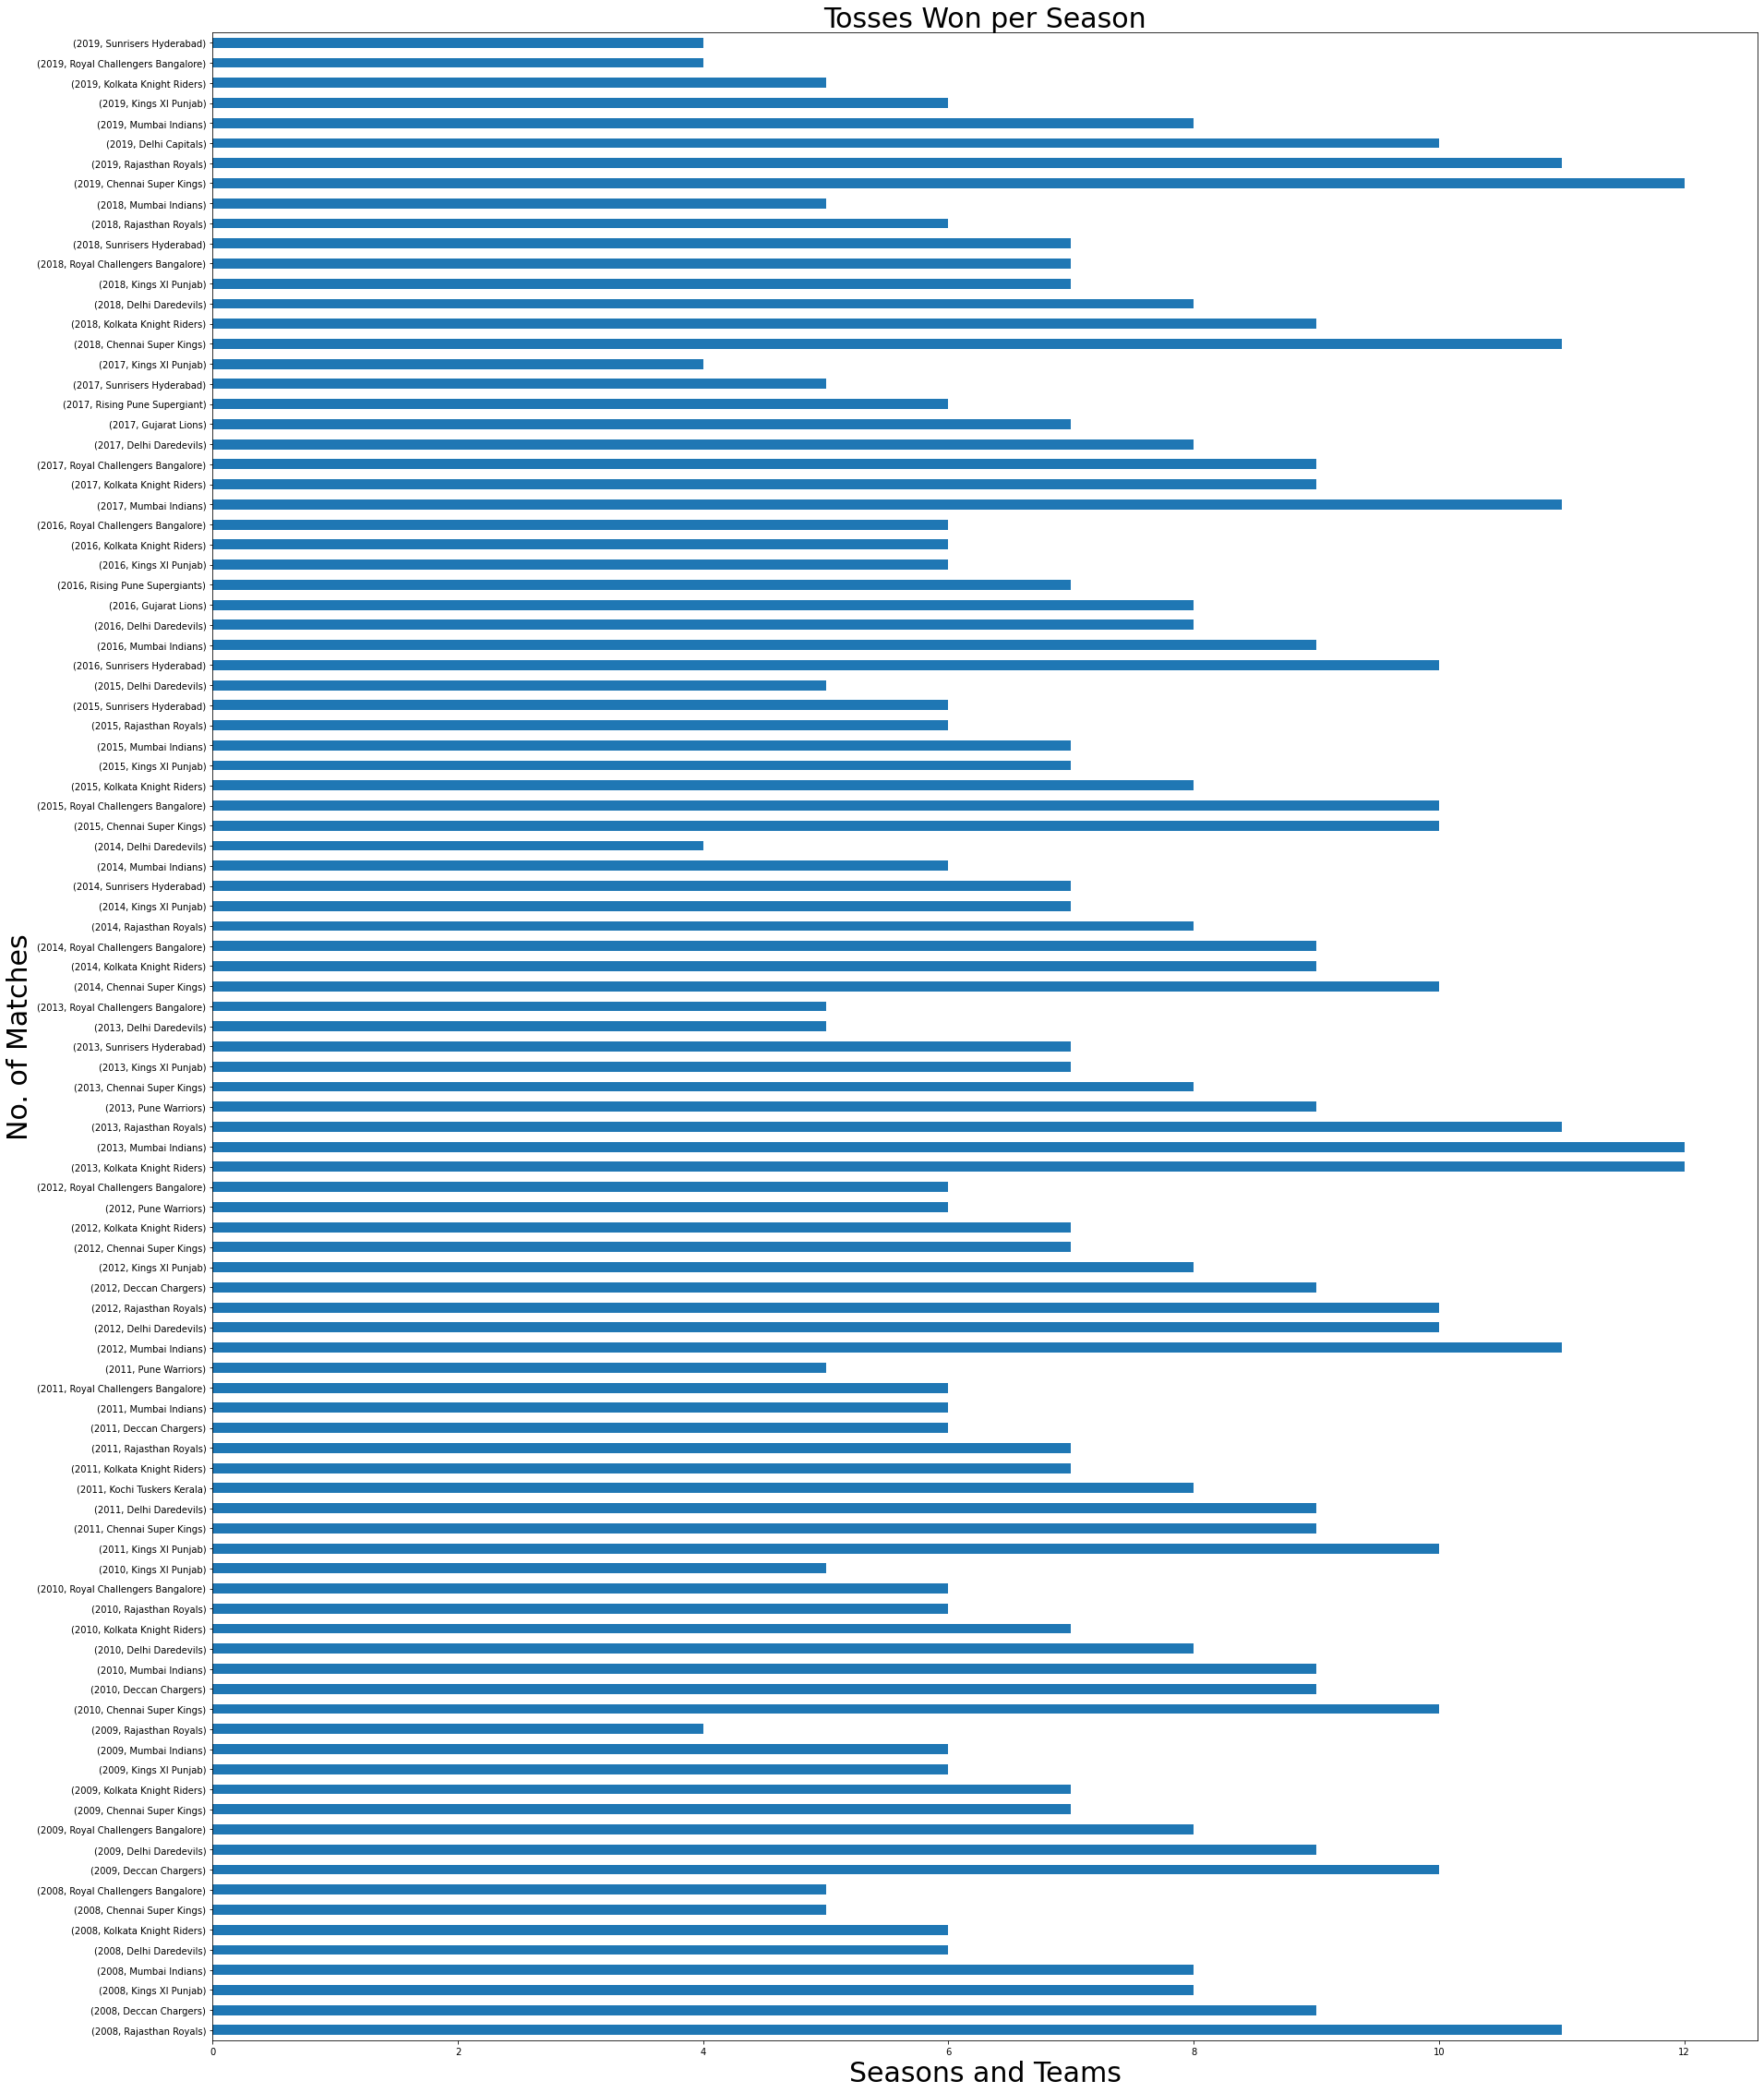 Tosses Won per Season
(2019, Sunrisers Hyderabad)
(2019, Royal Challengers Bangalore)
(2019, Kolkata Knight Riders)
(2019, Kings XI Punjab)
(2019, Mumbai Indians)
(2019, Delhi Capitals)
(2019, Rajasthan Royals)
(2019, Chennai Super Kings)
(2018, Mumbai Indians)
(2018, Rajasthan Royals)
(2018, Sunrisers Hyderabad)
(2018, Royal Challengers Bangalore)
(2018, Kings XI Punjab)
(2018, Delhi Daredevils)
(2018, Kolkata Knight Riders)
(2018, Chennai Super Kings)
(2017, Kings XI Punjab)
(2017, Sunrisers Hyderabad)
(2017, Rising Pune Supergiant)
(2017, Gujarat Lions)
(2017, Delhi Daredevils)
(2017, Royal Challengers Bangalore)
(2017, Kolkata Knight Riders)
(2017, Mumbai Indians)
(2016, Royal Challengers Bangalore)
(2016, Kolkata Knight Riders)
(2016, Kings XI Punjab)
(2016, Rising Pune Supergiants)
(2016, Gujarat Lions)
(2016, Delhi Daredevils)
(2016, Mumbai Indians)
(2016, Sunrisers Hyderabad)
(2015, Delhi Daredevils)
(2015, Sunrisers Hyderabad)
(2015, Rajasthan Royals)
(2015, Mumbai Indians)
(2015, Kings XI Punjab)
(2015, Kolkata Knight Riders)
(2015, Royal Challengers Bangalore)
(2015, Chennai Super Kings)
(2014, Delhi Daredevils)
(2014, Mumbai Indians)
(2014, Sunrisers Hyderabad)
(2014, Kings XI Punjab)
(2014, Rajasthan Royals)
(2014, Royal Challengers Bangalore)
(2014, Kolkata Knight Riders)
(2014, Chennai Super Kings)
(2013, Royal Challengers Bangalore)
(2013, Delhi Daredevils)
(2013, Sunrisers Hyderabad)
(2013, Kings XI Punjab)
(2013, Chennai Super Kings)
(2013, Pune Warriors)
(2013, Rajasthan Royals)
(2013, Mumbai Indians)
(2013, Kolkata Knight Riders)
(2012, Royal Challengers Bangalore)
(2012, Pune Warriors)
(2012, Kolkata Knight Riders)
(2012, Chennai Super Kings)
(2012, Kings XI Punjab)
(2012, Deccan Chargers)
(2012, Rajasthan Royals)
(2012, Delhi Daredevils)
(2012, Mumbai Indians)
(2011, Pune Warriors)
(2011, Royal Challengers Bangalore)
(2011, Mumbai Indians)
(2011, Deccan Chargers)
(2011, Rajasthan Royals)
(2011, Kolkata Knight Riders)
(2011, Kochi Tuskers Kerala)
(2011, Delhi Daredevils)
(2011, Chennai Super Kings)
(2011, Kings XI Punjab)
(2010, Kings XI Punjab)
(2010, Royal Challengers Bangalore)
(2010, Rajasthan Royals)
(2010, Kolkata Knight Riders)
(2010, Delhi Daredevils)
(2010, Mumbai Indians)
(2010, Deccan Chargers)
(2010, Chennai Super Kings)
(2009, Rajasthan Royals)
(2009, Mumbai Indians)
(2009, Kings XI Punjab)
(2009, Kolkata Knight Riders)
(2009, Chennai Super Kings)
(2009, Royal Challengers Bangalore)
(2009, Delhi Daredevils)
(2009, Deccan Chargers)
(2008, Royal Challengers Bangalore)
(2008, Chennai Super Kings)
(2008, Kolkata Knight Riders)
(2008, Delhi Daredevils)
(2008, Mumbai Indians)
(2008, Kings XI Punjab)
(2008, Deccan Chargers)
(2008, Rajasthan Royals)
No. of Matches
0 2 4 6 8 10 12
Seasons and Teams